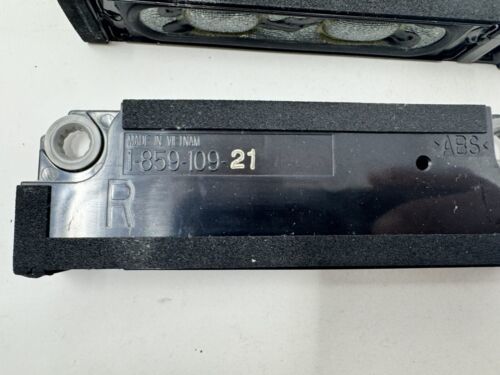 MADE IN VIETNAM
1-859-109-21
>ABS<
R